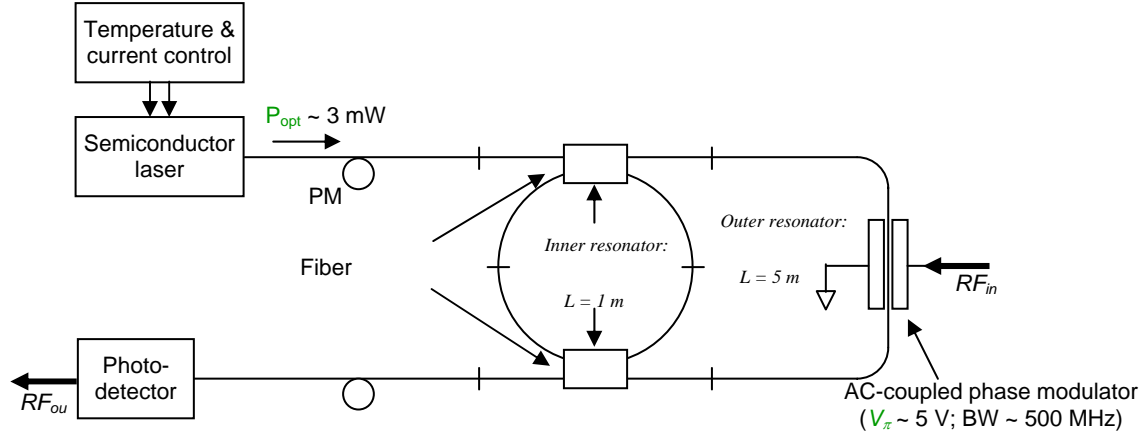 Temperature &
current control
P_opt ~ 3 mW
Semiconductor
laser
PM
Outer resonator:
Inner resonator:
Fiber
L = 5 m
RF_in
L = 1 m
Photo-
detector
RF_ou
AC-coupled phase modulator
(V_π ~ 5 V; BW ~ 500 MHz)